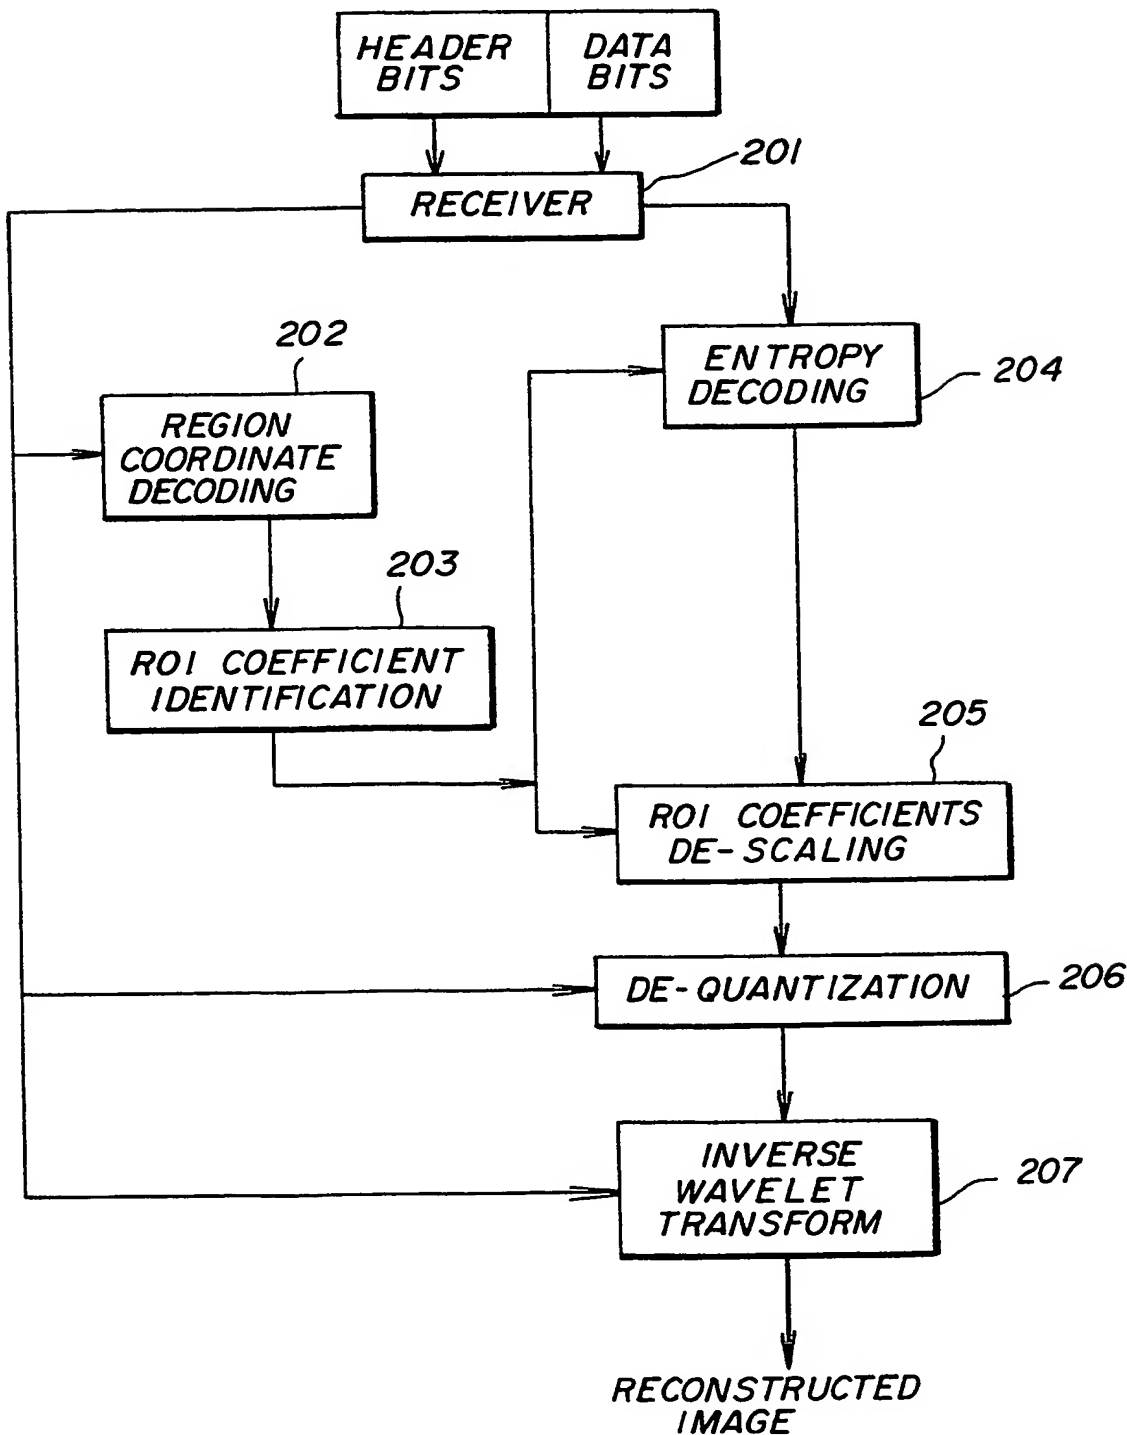 HEADER
BITS
DATA
BITS
201
RECEIVER
202
ENTROPY
DECODING
204
REGION
COORDINATE
DECODING
203
ROI COEFFICIENT
IDENTIFICATION
205
ROI COEFFICIENTS
DE-SCALING
DE-QUANTIZATION
206
INVERSE
WAVELET
TRANSFORM
207
RECONSTRUCTED
IMAGE